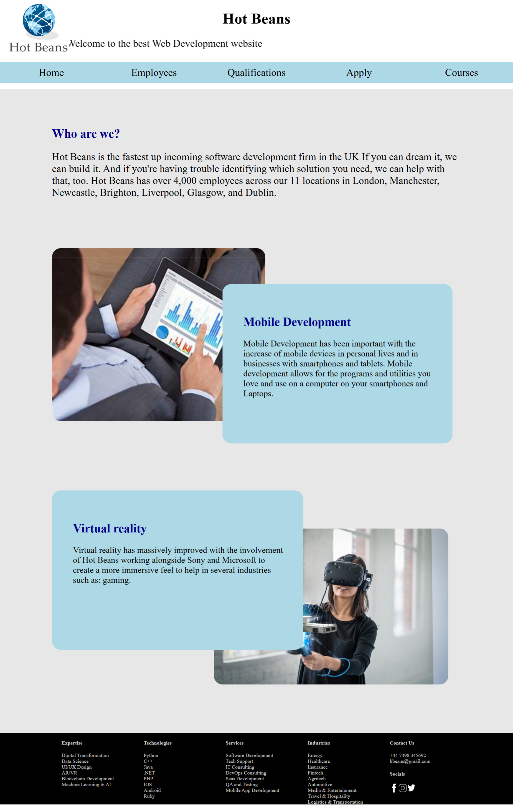 Hot Beans
Hot Beans
Welcome to the best Web Development website
Home Employees Qualifications Apply Courses
Who are we?
Hot Beans is the fastest up incoming software development firm in the UK If you can dream it, we
can build it. And if you're having trouble identifying which solution you need, we can help with
that, too. Hot Beans has over 4,000 employees across our 11 locations in London, Manchester,
Newcastle, Brighton, Liverpool, Glasgow, and Dublin.
Mobile Development
Mobile Development has been important with the
increase of mobile devices in personal lives and in
businesses with smartphones and tablets. Mobile
development allows for the programs and utilities you
love and use on a computer on your smartphones and
Laptops.
Virtual reality
Virtual reality has massively improved with the involvement
of Hot Beans working alongside Sony and Microsoft to
create a more immersive feel to help in several industries
such as: gaming.
Expertise
Digital Transformation
Data Science
UI/UX Design
AR/VR
Blockchain Development
Machine Learning & AI
Technologies
Python
C++
Java
.NET
PHP
IOS
Android
Ruby
Services
Software Development
Tech Support
IT Consulting
DevOps Consulting
Saas Development
QA and Testing
Mobile App Development
Industries
Energy
Healthcare
Insurance
Fintech
Agritech
Automotive
Media & Entertainment
Travel & Hospitality
Logistics & Transportation
Contact Us
+44
@gmail.com
Socials